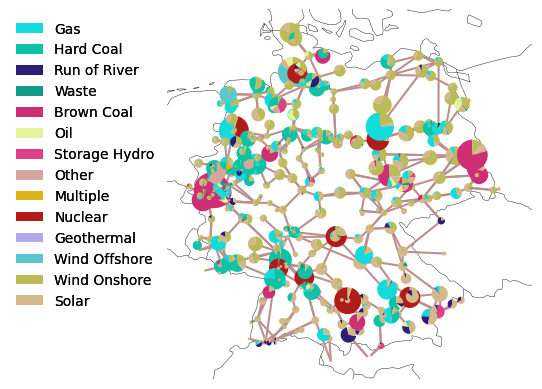 Gas
Hard Coal
Run of River
Waste
Brown Coal
Oil
Storage Hydro
Other
Multiple
Nuclear
Geothermal
Wind Offshore
Wind Onshore
Solar